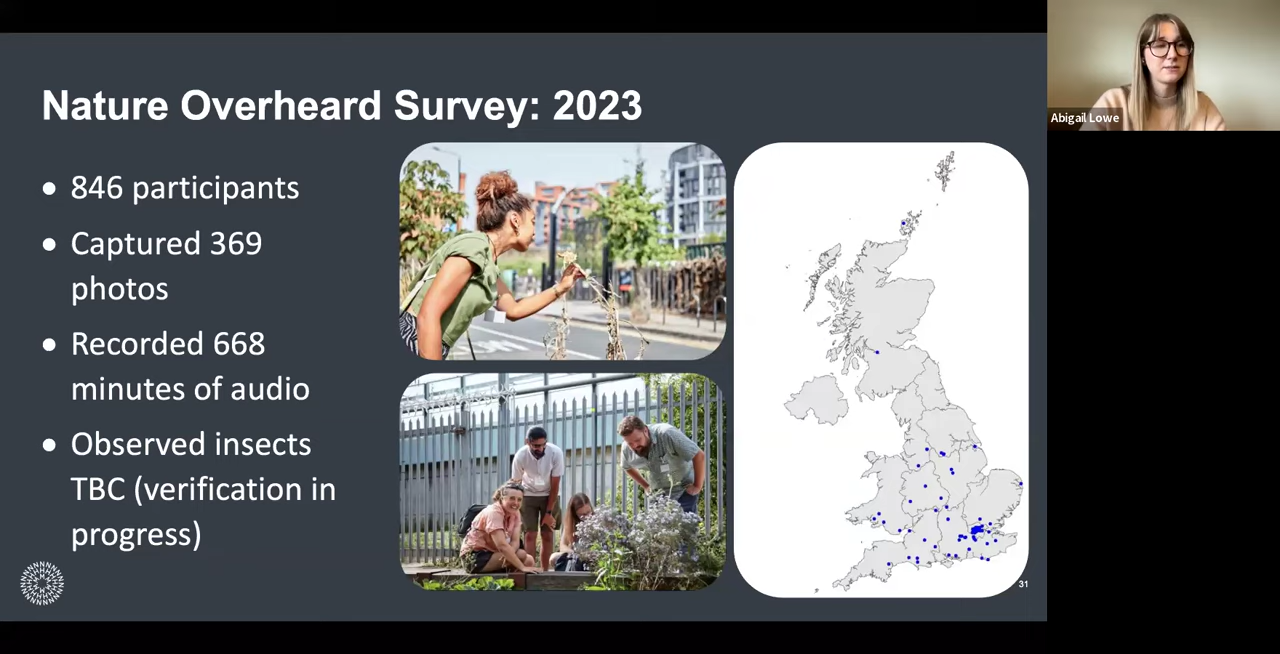 Nature Overheard Survey: 2023
• 846 participants
• Captured 369
photos
• Recorded 668
minutes of audio
• Observed insects
TBC (verification in
progress)
31
Abigail Lowe